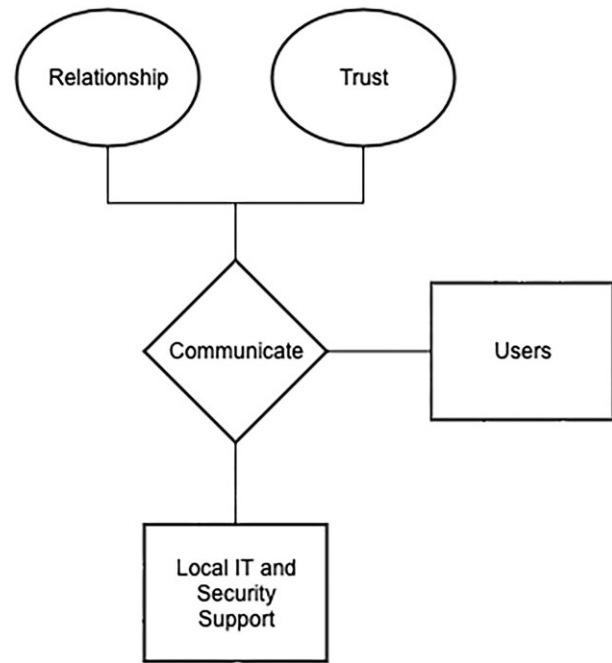 Relationship
Trust
Communicate
Users
Local IT and
Security
Support